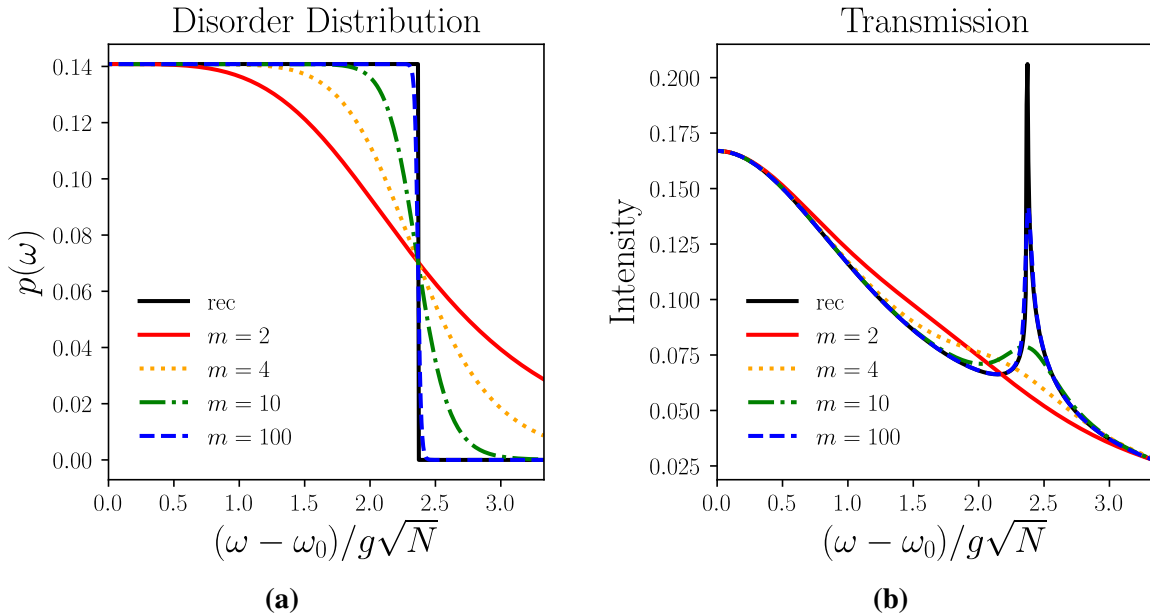 Disorder Distribution
0.14
0.12
0.10
0.08
0.06
0.04
0.02
0.00
p(ω)
rec
m = 2
m = 4
m = 10
m = 100
0.0 0.5 1.0 1.5 2.0 2.5 3.0
(ω − ω₀)/g√N
(a)
Transmission
0.200
0.175
0.150
0.125
0.100
0.075
0.050
0.025
Intensity
rec
m = 2
m = 4
m = 10
m = 100
0.0 0.5 1.0 1.5 2.0 2.5 3.0
(ω − ω₀)/g√N
(b)